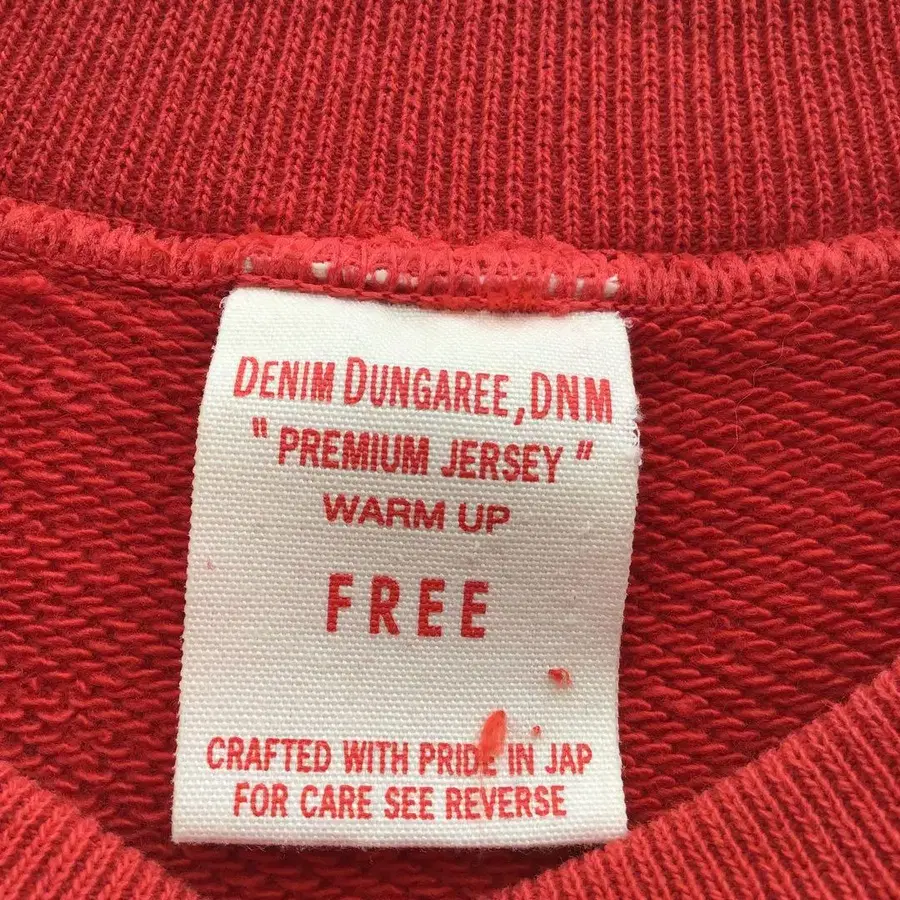 DENIM DUNGAREE, DNM
" PREMIUM JERSEY "
WARM UP
FREE
CRAFTED WITH PRIDE IN JAP
FOR CARE SEE REVERSE